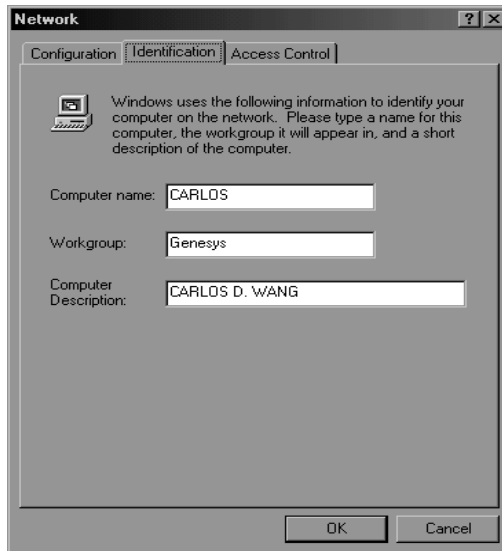 Network
Configuration Identification Access Control
Windows uses the following information to identify your
computer on the network. Please type a name for this
computer, the workgroup it will appear in, and a short
description of the computer.
Computer name: CARLOS
Workgroup: Genesys
Computer
Description: CARLOS D. WANG
OK Cancel